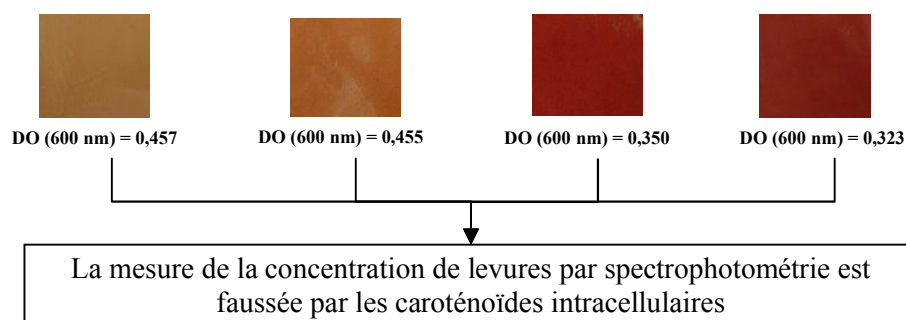 DO (600 nm) = 0,457 DO (600 nm) = 0,455 DO (600 nm) = 0,350 DO (600 nm) = 0,323
La mesure de la concentration de levures par spectrophotométrie est
faussée par les caroténoïdes intracellulaires